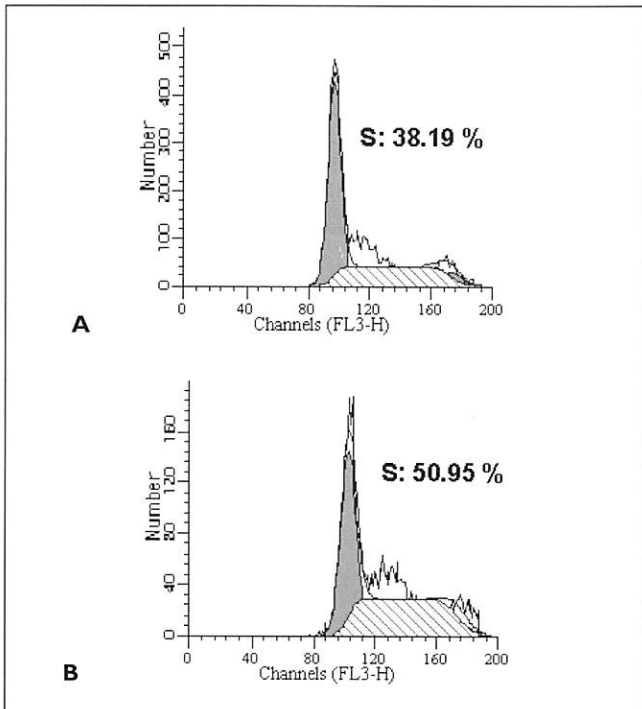 500
400
300
200
100
0
Number
S: 38.19 %
0 40 80 120 160 200
Channels (FL3-H)
A
160
120
80
40
0
Number
S: 50.95 %
0 40 80 120 160 200
Channels (FL3-H)
B